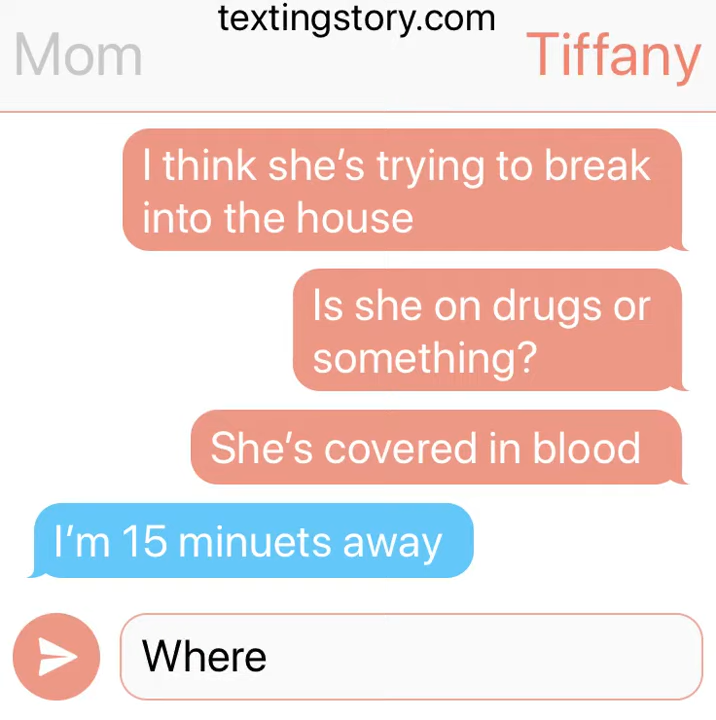 textingstory.com
Mom
Tiffany
I think she’s trying to break
into the house
Is she on drugs or
something?
She’s covered in blood
I’m 15 minuets away
Where